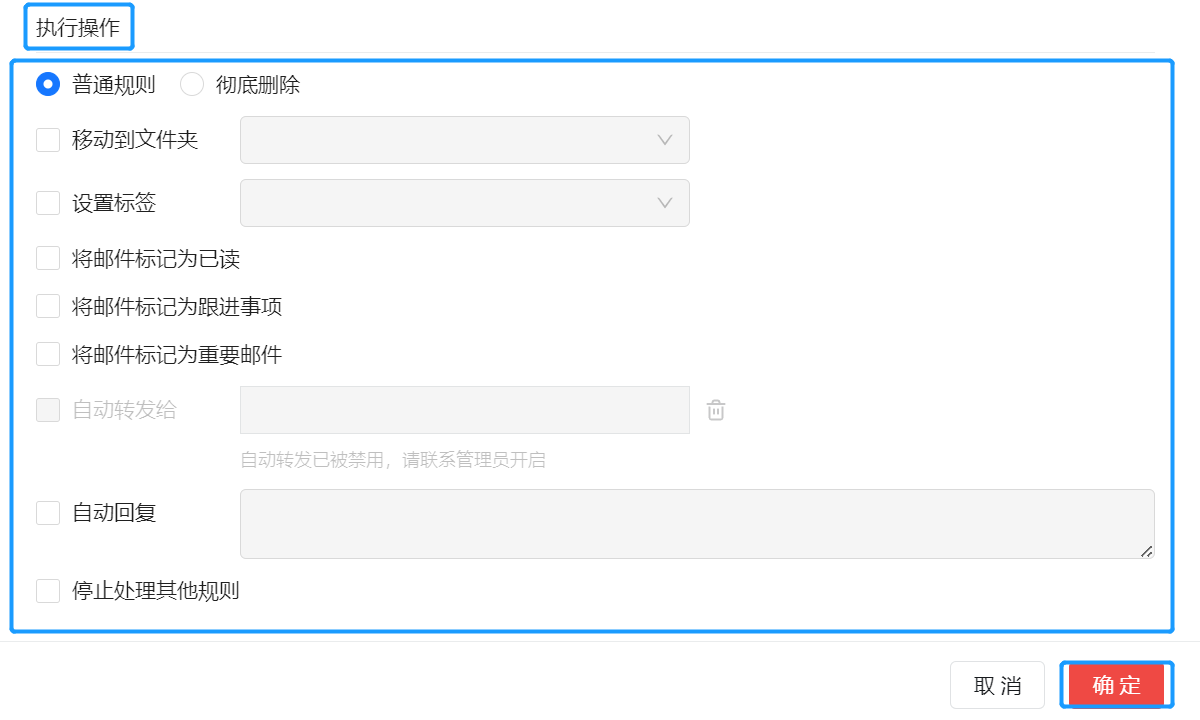 执行操作
普通规则 彻底删除
移动到文件夹
设置标签
将邮件标记为已读
将邮件标记为跟进事项
将邮件标记为重要邮件
自动转发给
自动转发已被禁用，请联系管理员开启
自动回复
停止处理其他规则
取 消 确 定